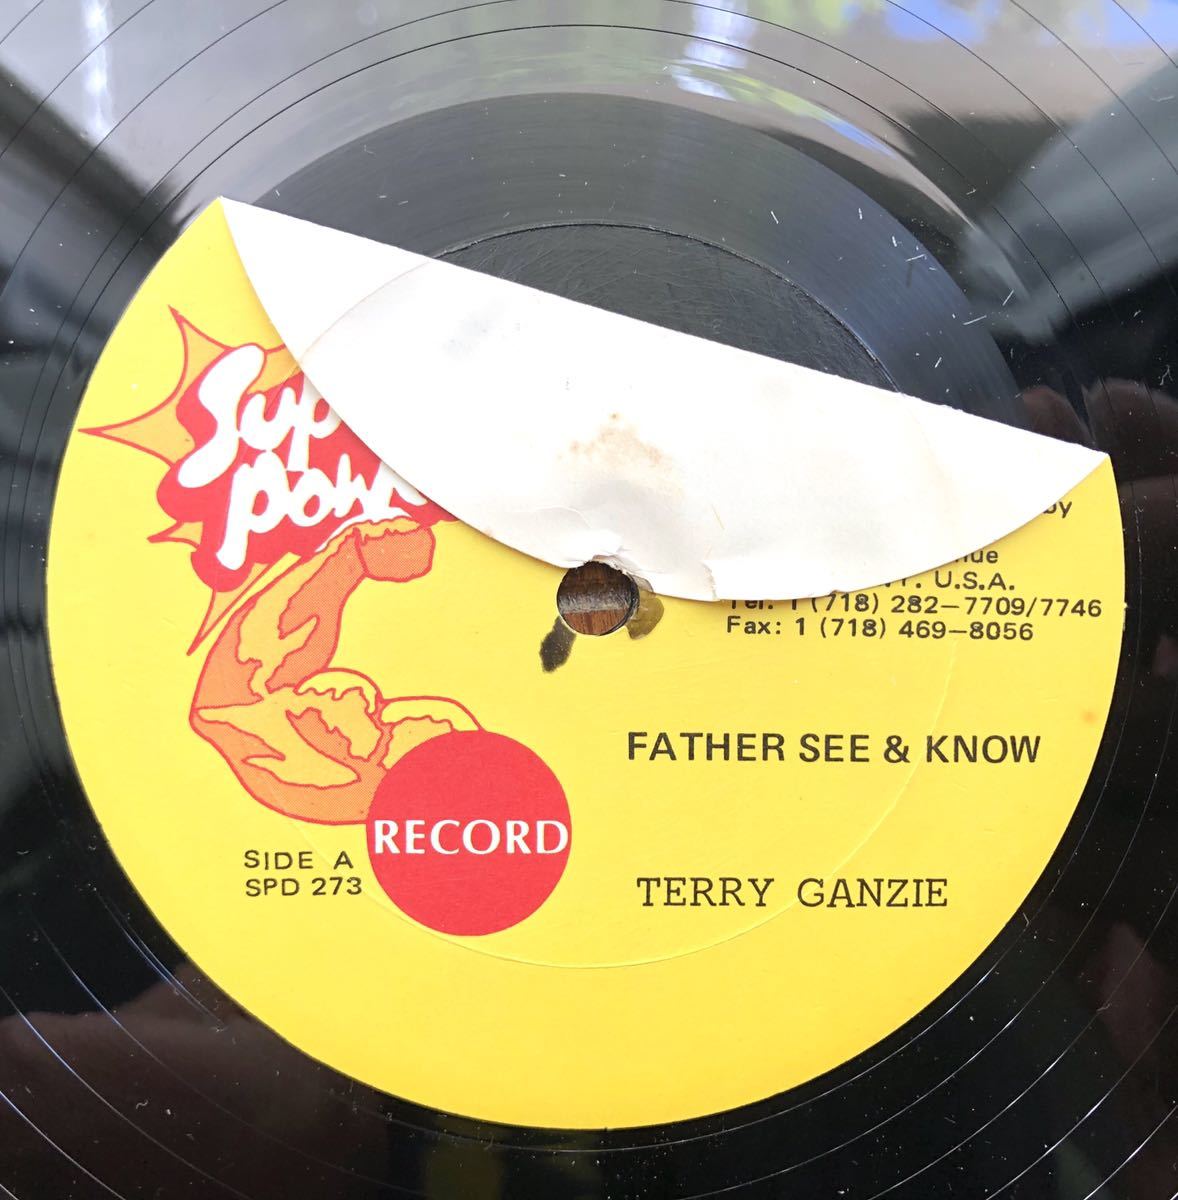 Sup
Pow
by
U.S.A.
Tel: 1 (718) 282-7709/7746
Fax: 1 (718) 469-8056
FATHER SEE & KNOW
RECORD
SIDE A
SPD 273
TERRY GANZIE